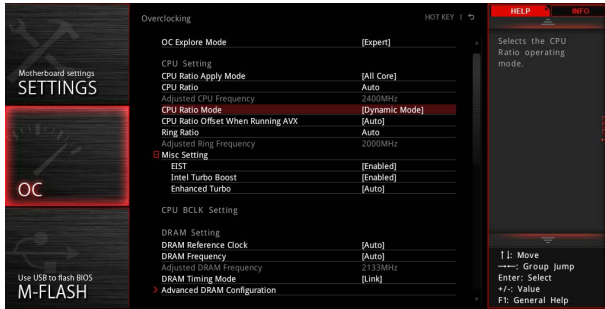 Overclocking
HOT KEY
HELP
INFO
OC Explore Mode [Expert]
CPU Setting
CPU Ratio Apply Mode [All Core]
CPU Ratio Auto
Adjusted CPU Frequency 2400MHz
CPU Ratio Mode [Dynamic Mode]
CPU Ratio Offset When Running AVX [Auto]
Ring Ratio Auto
Adjusted Ring Frequency 2000MHz
Misc Setting
EIST [Enabled]
Intel Turbo Boost [Enabled]
Enhanced Turbo [Auto]
CPU BCLK Setting
DRAM Setting
DRAM Reference Clock [Auto]
DRAM Frequency [Auto]
Adjusted DRAM Frequency 2133MHz
DRAM Timing Mode [Link]
Advanced DRAM Configuration
Motherboard settings
SETTINGS
OC
Use USB to flash BIOS
M-FLASH
Selects the CPU
Ratio operating
mode.
↑↓: Move
→←: Group Jump
Enter: Select
+/-: Value
F1: General Help